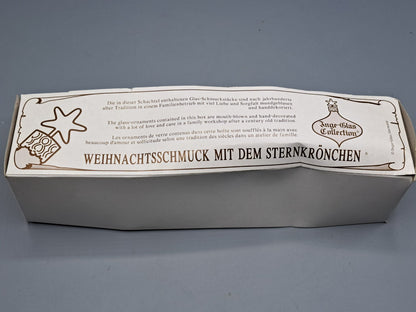 Die in dieser Schachtel enthaltenen Glas-Schmuckstücke sind nach jahrhunderte
alter Tradition in einem Familienbetrieb mit viel Liebe und Sorgfalt mundgeblasen
und handdekoriert.
The glass-ornaments contained in this box are mouth-blown and hand-decorated
with a lot of love and care in a family workshop after a century old tradition.
Les ornaments de verre contenus dans cette boîte sont soufflés à la main avec
beaucoup d'amour et sollicitude selon une tradition des siècles dans un atelier de famille.
Inge-Glas
Collection
WEIHNACHTSSCHMUCK MIT DEM STERNKRÖNCHEN